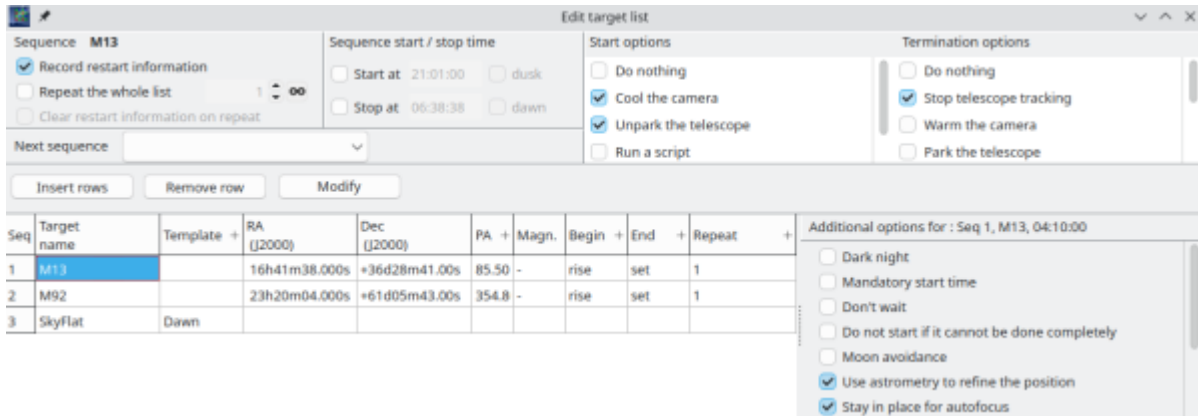 Edit target list
Sequence M13
Record restart information
Repeat the whole list 1
Clear restart information on repeat
Sequence start / stop time
Start at 21:01:00 dusk
Stop at 06:38:38 dawn
Start options
Do nothing
Cool the camera
Unpark the telescope
Run a script
Termination options
Do nothing
Stop telescope tracking
Warm the camera
Park the telescope
Next sequence
Insert rows Remove row Modify
Seq Target name Template + RA (J2000) Dec (J2000) PA + Magn. Begin + End + Repeat +
1 M13 16h41m38.000s +36d28m41.00s 85.50 - rise set 1
2 M92 23h20m04.000s +61d05m43.00s 354.8 - rise set 1
3 SkyFlat Dawn
Additional options for : Seq 1, M13, 04:10:00
Dark night
Mandatory start time
Don't wait
Do not start if it cannot be done completely
Moon avoidance
Use astrometry to refine the position
Stay in place for autofocus